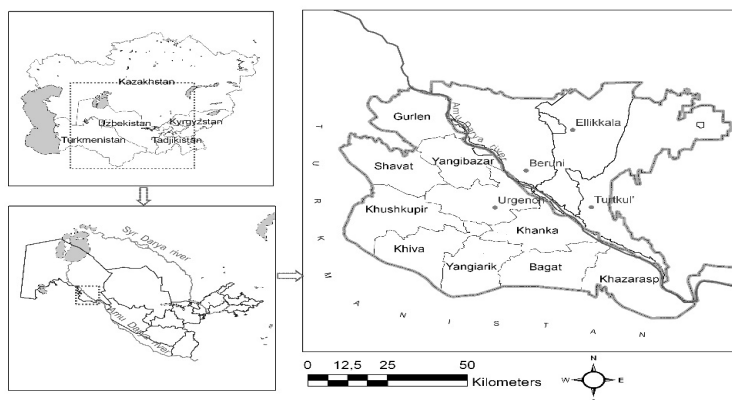 Kazakhstan
Uzbekistan
Kyrgyzstan
Turkmenistan
Tadjikistan
Syr Darya river
Amu Darya river
Gurlen
Amu Darya river
Ellikkala
Shavat
Yangibazar
Beruni
Khushkupir
Urgench
Turtkul'
Khanka
Khiva
Yangiarik
Bagat
Khazarasp
TURKMANISTAN
0 12,5 25 50
Kilometers
N
W E